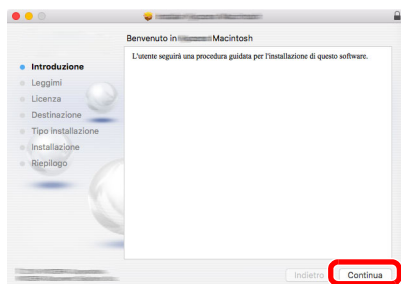 Benvenuto in Macintosh
L'utente seguirà una procedura guidata per l'installazione di questo software.
Introduzione
Leggimi
Licenza
Destinazione
Tipo installazione
Installazione
Riepilogo
Indietro
Continua